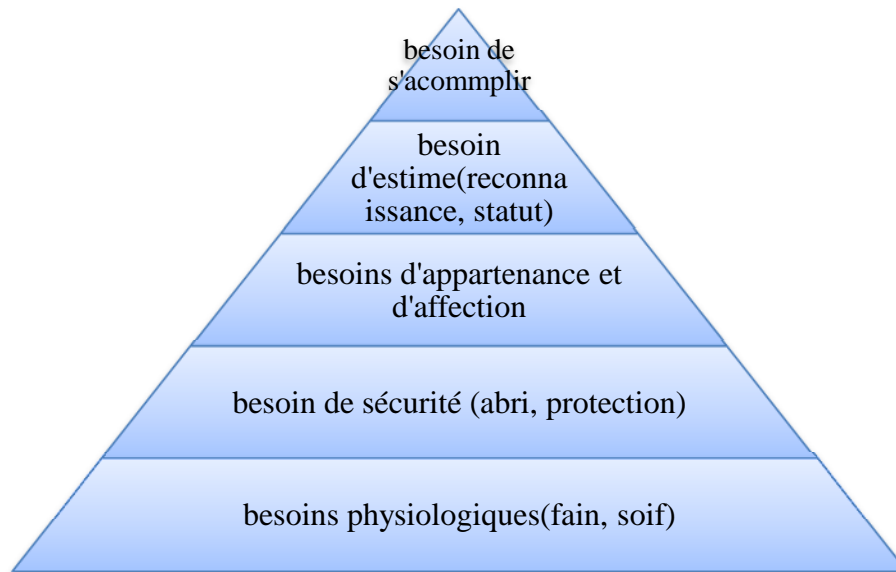 besoin de
s'acommplir
besoin
d'estime(reconna
issance, statut)
besoins d'appartenance et
d'affection
besoin de sécurité (abri, protection)
besoins physiologiques(fain, soif)